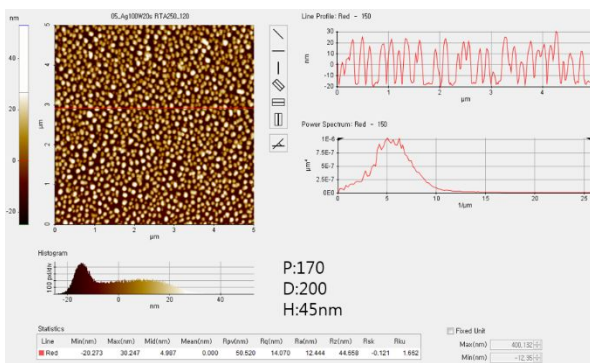 nm
05_Ag100W20s RTA250_120
40
20
0
-20
µm
5
4
3
2
1
0
0 1 2 3 4 5
µm
Line Profile: Red - 150
nm
30
20
10
0
-10
-20
0 2 4
µm
Power Spectrum: Red - 150
µm⁴
1E-6
7.5E-7
5E-7
2.5E-7
0E0
0 5 10 15 20 25
1/µm
Histogram
100 pxl/div
-20 0 20 40
nm
P:170
D:200
H:45nm
Statistics
Line Min(nm) Max(nm) Mid(nm) Mean(nm) Rpv(nm) Rq(nm) Ra(nm) Rz(nm) Rsk Rku
Red -20.273 30.247 4.987 0.000 50.520 14.070 12.444 44.658 -0.121 1.662
Fixed Unit
Max(nm) 400.132
Min(nm) -12.35